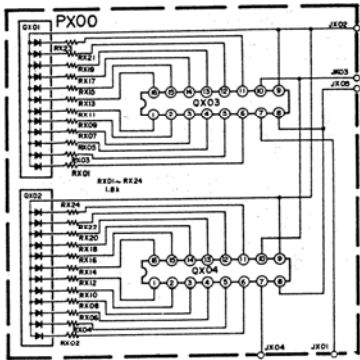 PX00
QX01
JX02
RX23
RX21
RX19
RX17
RX15
RX13
RX11
RX09
RX07
RX05
RX03
RX01
16 15 14 13 12 11 10 9
QX03
1 2 3 4 5 6 7 8
JX03
JX05
RX01~RX24
1.8k
QX02
RX24
RX22
RX20
RX18
RX16
RX14
RX12
RX10
RX08
RX06
RX04
RX02
16 15 14 13 12 11 10 9
QX04
1 2 3 4 5 6 7 8
JX04
JX01